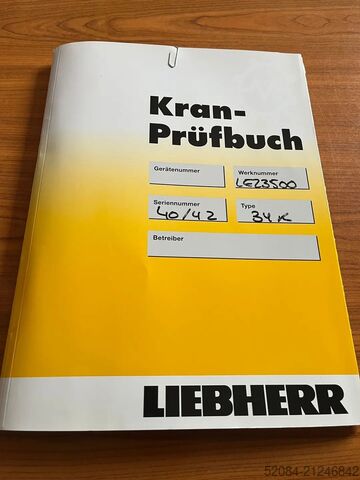 Kran-
Prüfbuch
Gerätenummer
Werknummer
LE23500
Seriennummer
40/42
Type
34 K
Betreiber
LIEBHERR
52084-21246842